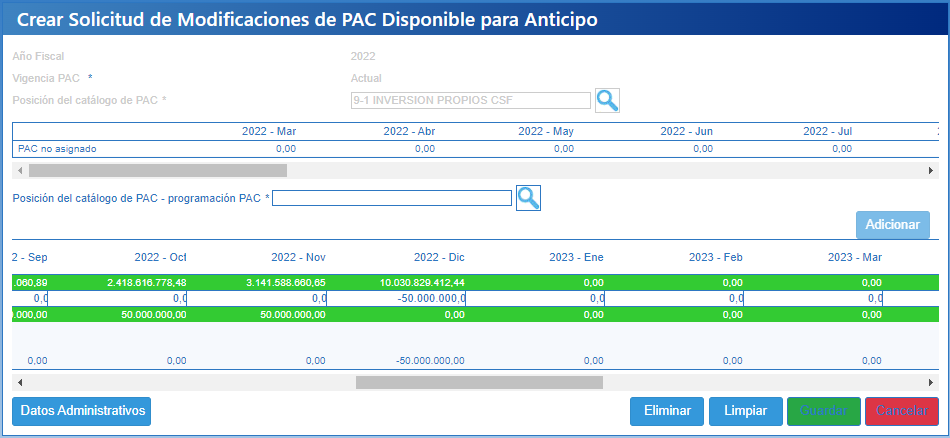 Crear Solicitud de Modificaciones de PAC Disponible para Anticipo
Año Fiscal 2022
Vigencia PAC * Actual
Posición del catálogo de PAC * 9-1 INVERSION PROPIOS CSF
2022 - Mar 2022 - Abr 2022 - May 2022 - Jun 2022 - Jul
PAC no asignado 0,00 0,00 0,00 0,00 0,00
Posición del catálogo de PAC - programación PAC *
Adicionar
2 - Sep 2022 - Oct 2022 - Nov 2022 - Dic 2023 - Ene 2023 - Feb 2023 - Mar
.060,89 2.418.616.778,48 3.141.588.660,65 10.030.829.412,44 0,00 0,00 0,00
0,0 0,0 0,0 -50.000.000,0 0,0 0,0 0,0
0.000,00 50.000.000,00 50.000.000,00 0,00 0,00 0,00 0,00
0,00 0,00 0,00 -50.000.000,00 0,00 0,00 0,00
Datos Administrativos Eliminar Limpiar Guardar Cancelar